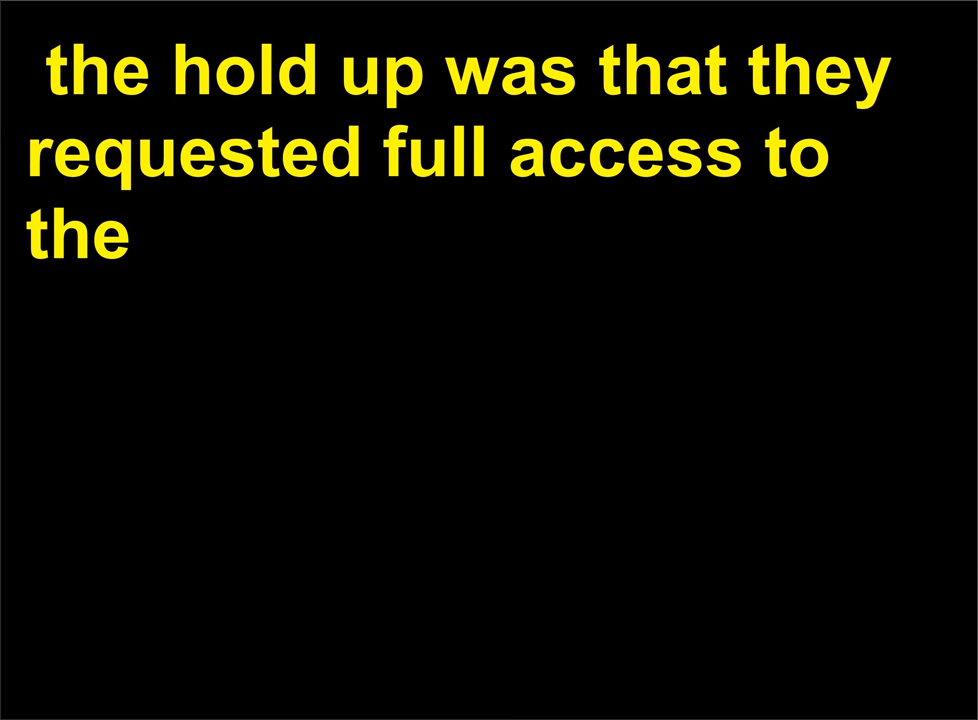 the hold up was that they
requested full access to
the